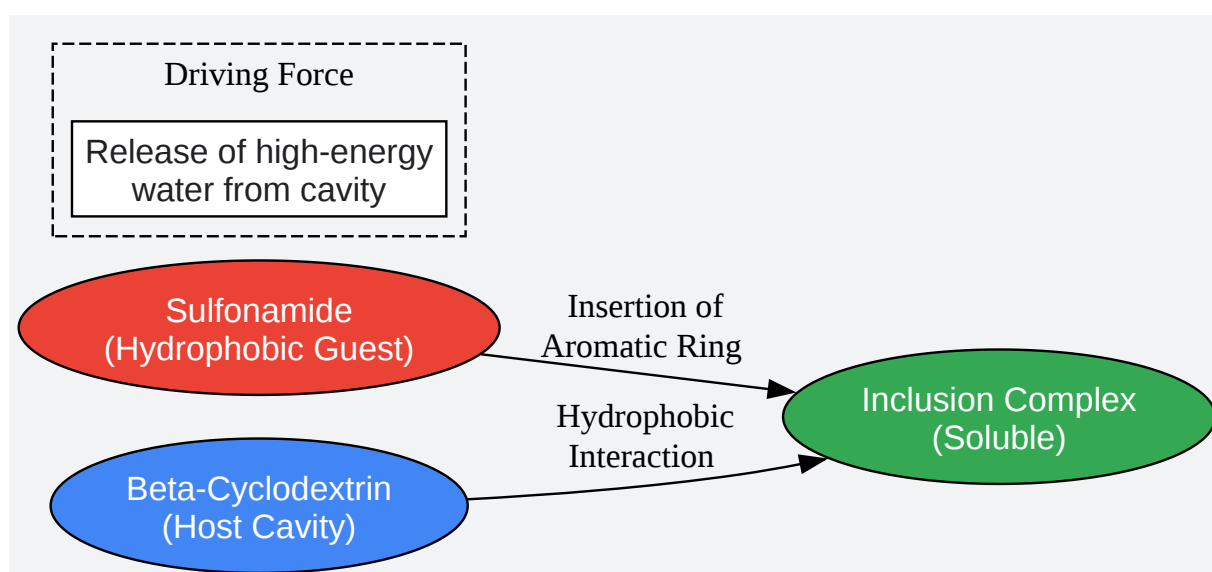 Driving Force
Release of high-energy
water from cavity
Sulfonamide
(Hydrophobic Guest)
Insertion of
Aromatic Ring
Hydrophobic
Interaction
Inclusion Complex
(Soluble)
Beta-Cyclodextrin
(Host Cavity)